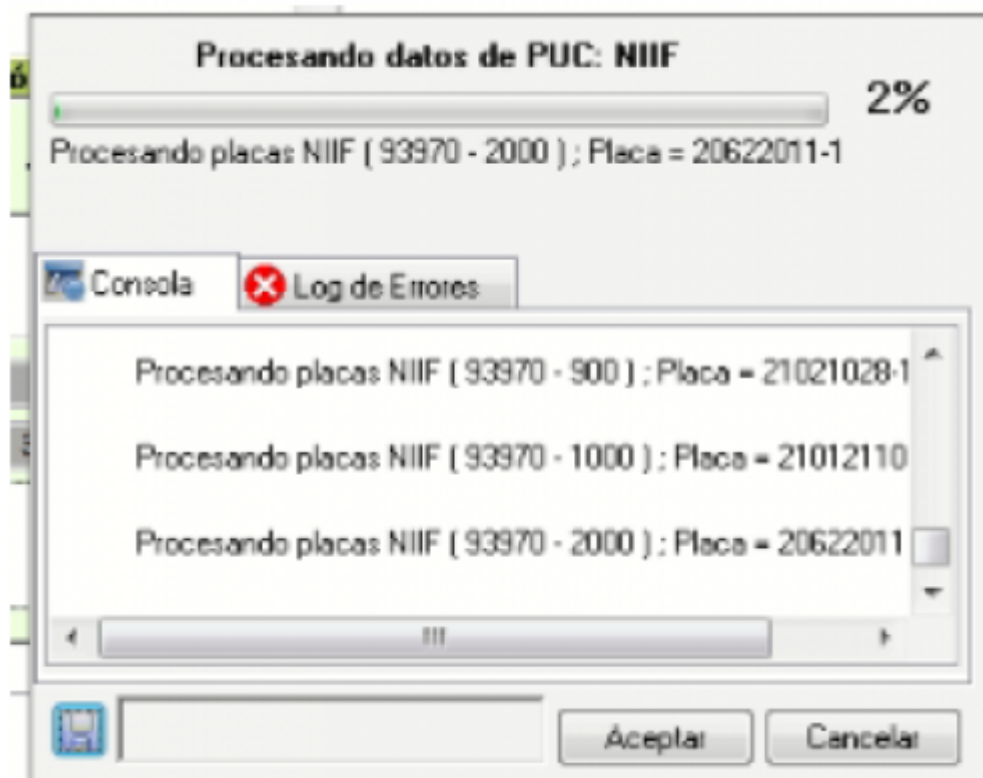 Procesando datos de PUC: NIIF
2%
Procesando placas NIIF ( 93970 - 2000 ) ; Placa = 20622011-1
Consola
Log de Errores
Procesando placas NIIF ( 93970 - 900 ) ; Placa = 21021028-1
Procesando placas NIIF ( 93970 - 1000 ) ; Placa = 21012110
Procesando placas NIIF ( 93970 - 2000 ) ; Placa = 20622011
Aceptar
Cancelar